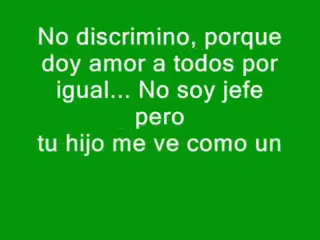 No discrimino, porque
doy amor a todos por
igual... No soy jefe
pero
tu hijo me ve como un